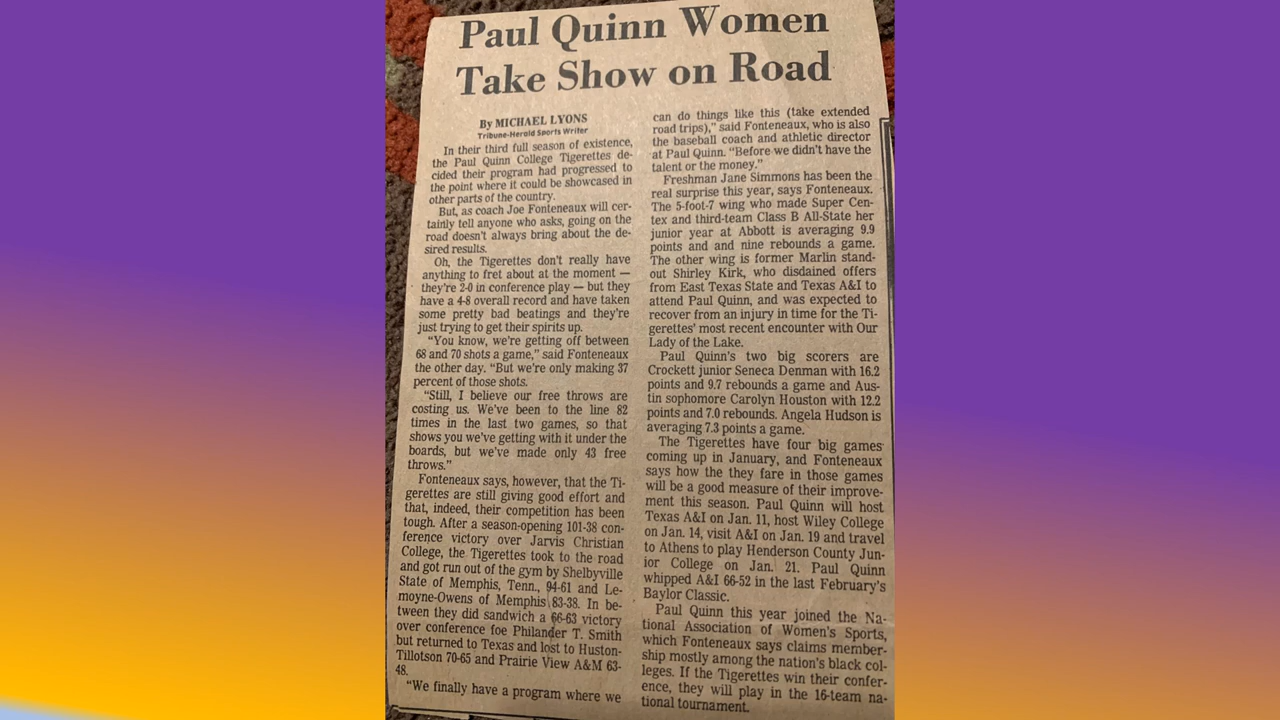 Paul Quinn Women
Take Show on Road
By MICHAEL LYONS
Tribune-Herald Sports Writer
In their third full season of existence,
the Paul Quinn College Tigerettes de-
cided their program had progressed to
the point where it could be showcased in
other parts of the country.
But, as coach Joe Fonteneaux will cer-
tainly tell anyone who asks, going on the
road doesn't always bring about the de-
sired results.
Oh, the Tigerettes don't really have
anything to fret about at the moment —
they're 2-0 in conference play — but they
have a 4-8 overall record and have taken
some pretty bad beatings and they're
just trying to get their spirits up.
"You know, we're getting off between
68 and 70 shots a game," said Fonteneaux
the other day. "But we're only making 37
percent of those shots.
"Still, I believe our free throws are
costing us. We've been to the line 82
times in the last two games, so that
shows you we've getting with it under the
boards, but we've made only 43 free
throws."
Fonteneaux says, however, that the Ti-
gerettes are still giving good effort and
that, indeed, their competition has been
tough. After a season-opening 101-38 con-
ference victory over Jarvis Christian
College, the Tigerettes took to the road
and got run out of the gym by Shelbyville
State of Memphis, Tenn., 94-61 and Le-
moyne-Owens of Memphis 83-38. In be-
tween they did sandwich a 66-63 victory
over conference foe Philander T. Smith
but returned to Texas and lost to Huston-
Tillotson 70-65 and Prairie View A&M 63-
48.
"We finally have a program where we
can do things like this (take extended
road trips)," said Fonteneaux, who is also
the baseball coach and athletic director
at Paul Quinn. "Before we didn't have the
talent or the money."
Freshman Jane Simmons has been the
real surprise this year, says Fonteneaux.
The 5-foot-7 wing who made Super Cen-
tex and third-team Class B All-State her
junior year at Abbott is averaging 9.9
points and and nine rebounds a game.
The other wing is former Marlin stand-
out Shirley Kirk, who disdained offers
from East Texas State and Texas A&I to
attend Paul Quinn, and was expected to
recover from an injury in time for the Ti-
gerettes' most recent encounter with Our
Lady of the Lake.
Paul Quinn's two big scorers are
Crockett junior Seneca Denman with 16.2
points and 9.7 rebounds a game and Aus-
tin sophomore Carolyn Houston with 12.2
points and 7.0 rebounds. Angela Hudson is
averaging 7.3 points a game.
The Tigerettes have four big games
coming up in January, and Fonteneaux
says how the they fare in those games
will be a good measure of their improve-
ment this season. Paul Quinn will host
Texas A&I on Jan. 11, host Wiley College
on Jan. 14, visit A&I on Jan. 19 and travel
to Athens to play Henderson County Jun-
ior College on Jan. 21. Paul Quinn
whipped A&I 66-52 in the last February's
Baylor Classic.
Paul Quinn this year joined the Na-
tional Association of Women's Sports,
which Fonteneaux says claims member-
ship mostly among the nation's black col-
leges. If the Tigerettes win their confer-
ence, they will play in the 16-team na-
tional tournament.